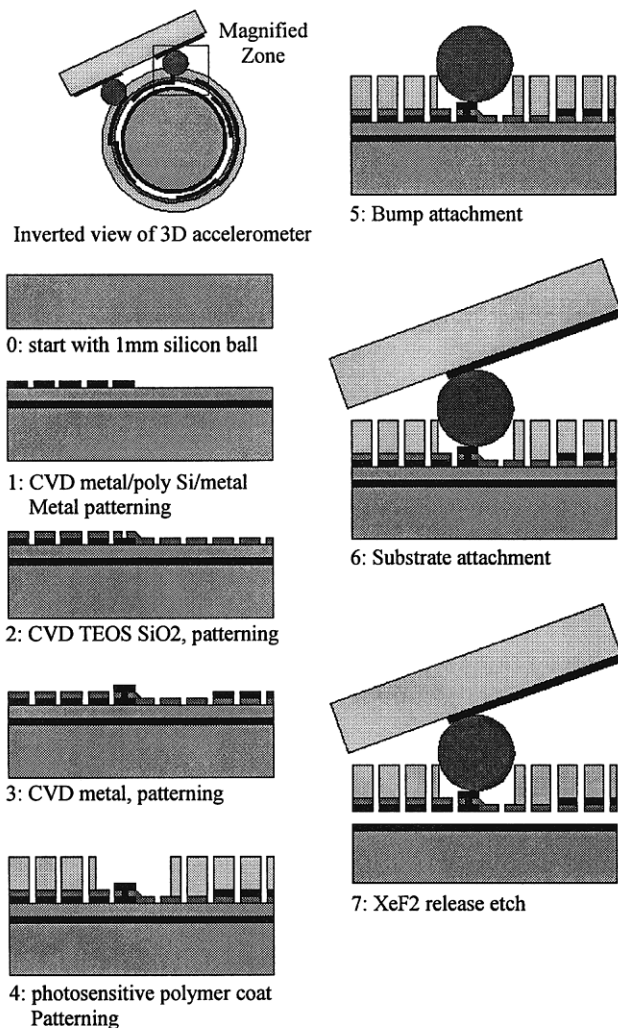 Magnified
Zone
Inverted view of 3D accelerometer
0: start with 1mm silicon ball
1: CVD metal/poly Si/metal
Metal patterning
2: CVD TEOS SiO2, patterning
3: CVD metal, patterning
4: photosensitive polymer coat
Patterning
5: Bump attachment
6: Substrate attachment
7: XeF2 release etch